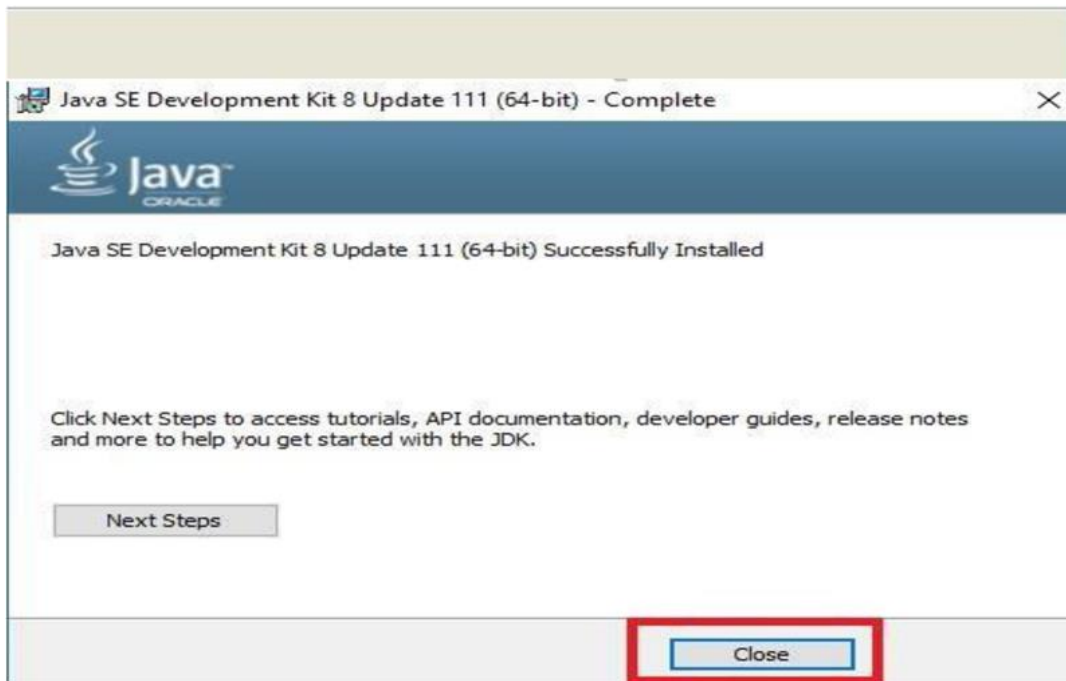 Java SE Development Kit 8 Update 111 (64-bit) - Complete
Java™
ORACLE
Java SE Development Kit 8 Update 111 (64-bit) Successfully Installed
Click Next Steps to access tutorials, API documentation, developer guides, release notes
and more to help you get started with the JDK.
Next Steps
Close